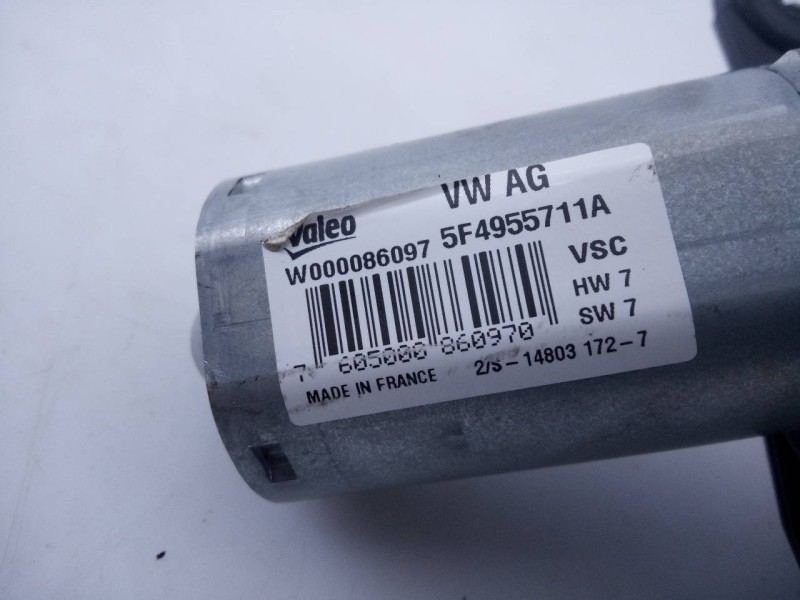 VW AG
Valeo
W000086097 5F4955711A
VSC
HW 7
SW 7
7 605000 860970
MADE IN FRANCE 2/S-14803 172-7